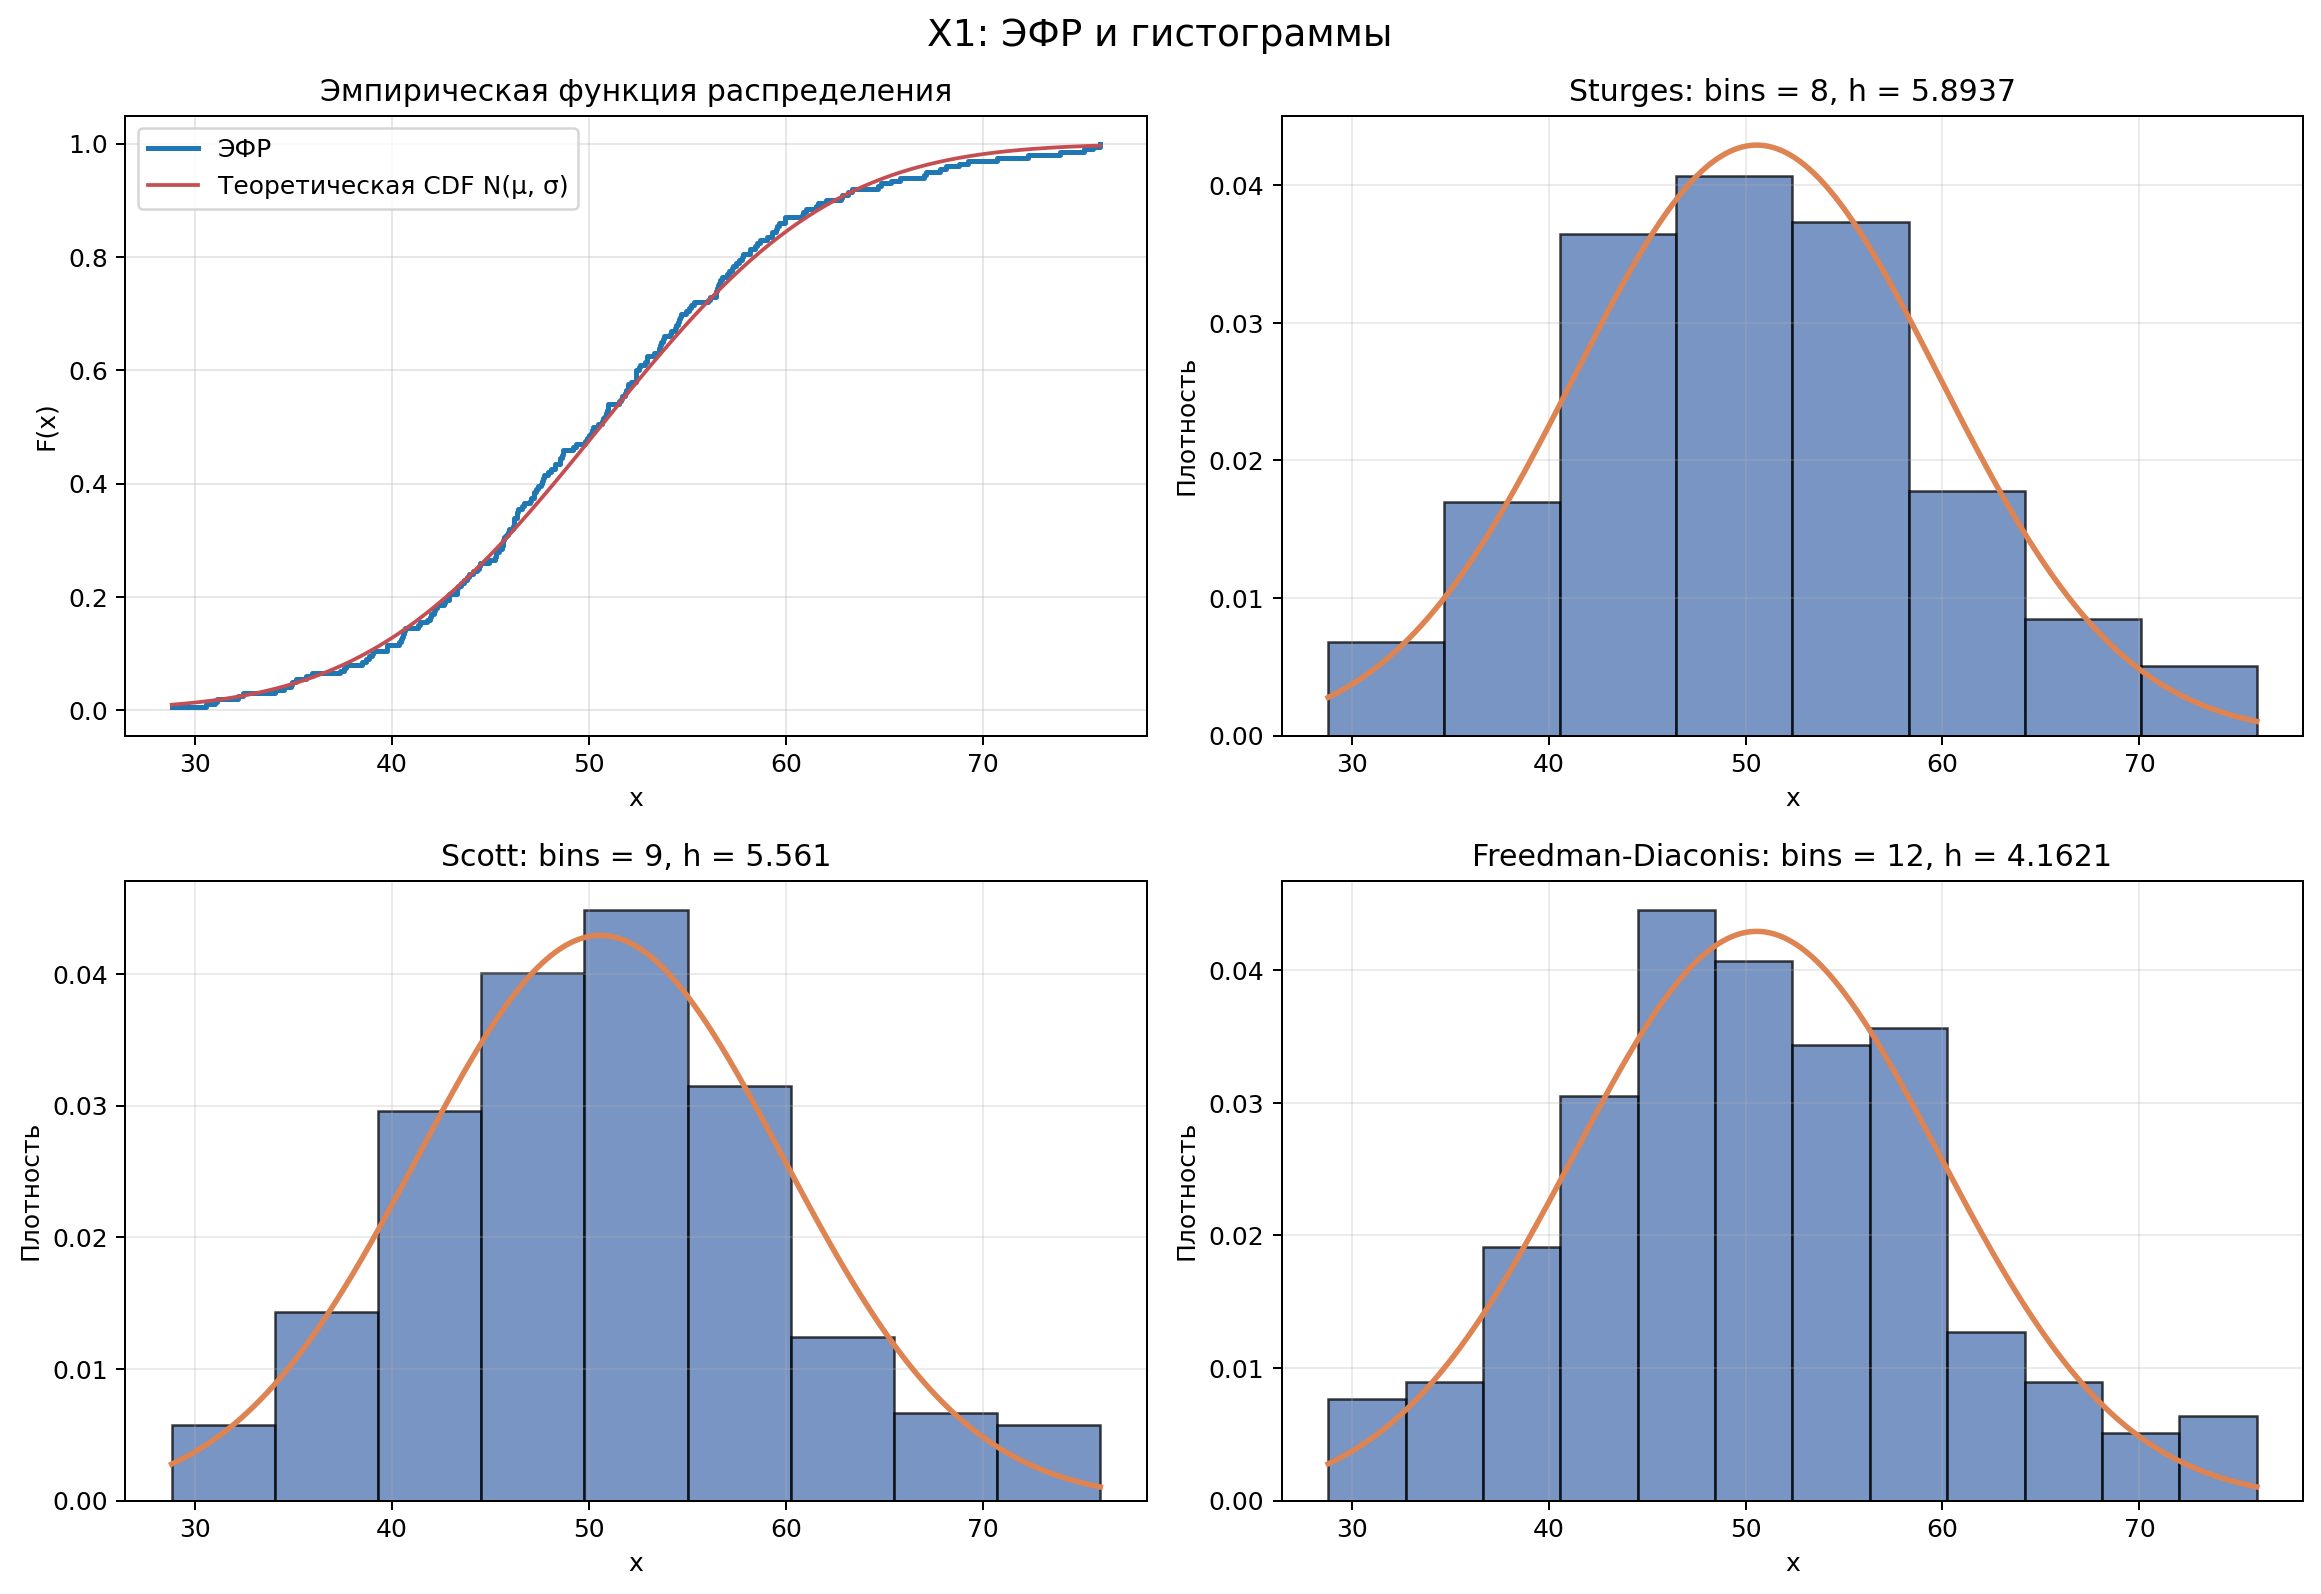 X1: ЭФР и гистограммы
Эмпирическая функция распределения
ЭФР
Теоретическая CDF N(μ, σ)
F(x)
1.0
0.8
0.6
0.4
0.2
0.0
30 40 50 60 70
x
Sturges: bins = 8, h = 5.8937
Плотность
0.04
0.03
0.02
0.01
0.00
30 40 50 60 70
x
Scott: bins = 9, h = 5.561
Плотность
0.04
0.03
0.02
0.01
0.00
30 40 50 60 70
x
Freedman-Diaconis: bins = 12, h = 4.1621
Плотность
0.04
0.03
0.02
0.01
0.00
30 40 50 60 70
x